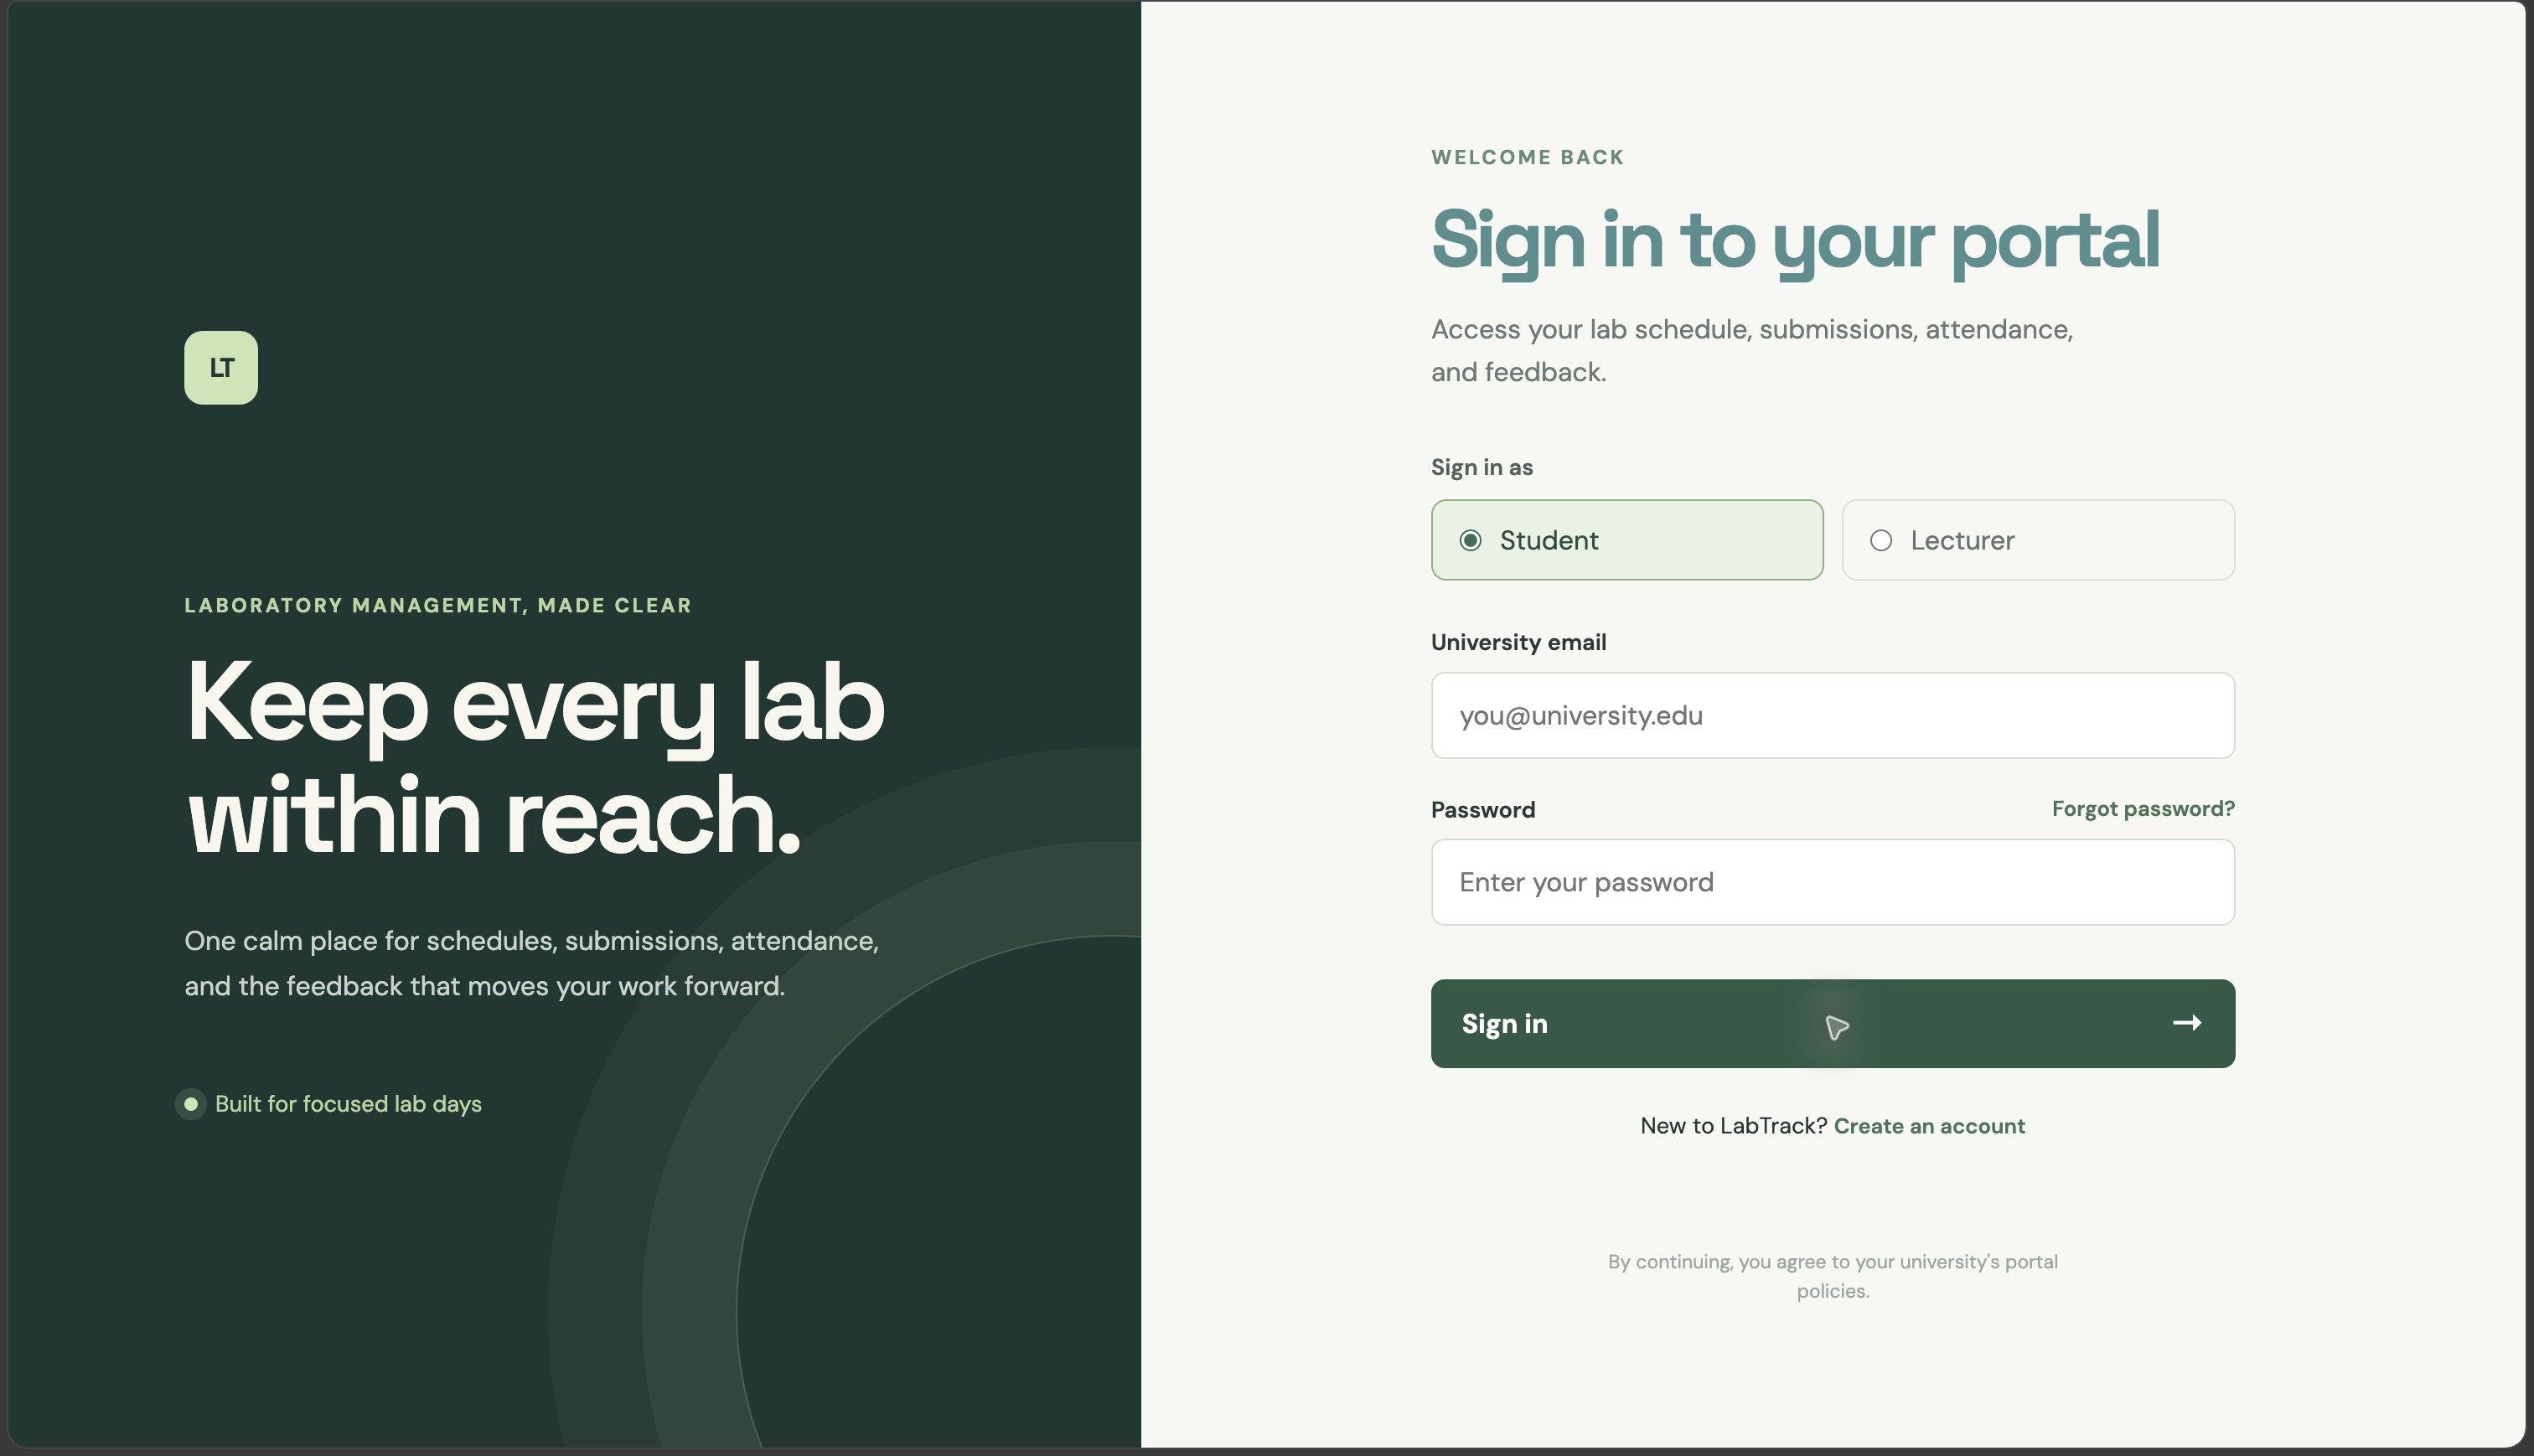 LT
LABORATORY MANAGEMENT, MADE CLEAR
Keep every lab
within reach.
One calm place for schedules, submissions, attendance,
and the feedback that moves your work forward.
Built for focused lab days
WELCOME BACK
Sign in to your portal
Access your lab schedule, submissions, attendance,
and feedback.
Sign in as
Student
Lecturer
University email
you@university.edu
Password
Forgot password?
Enter your password
Sign in →
New to LabTrack? Create an account
By continuing, you agree to your university's portal
policies.